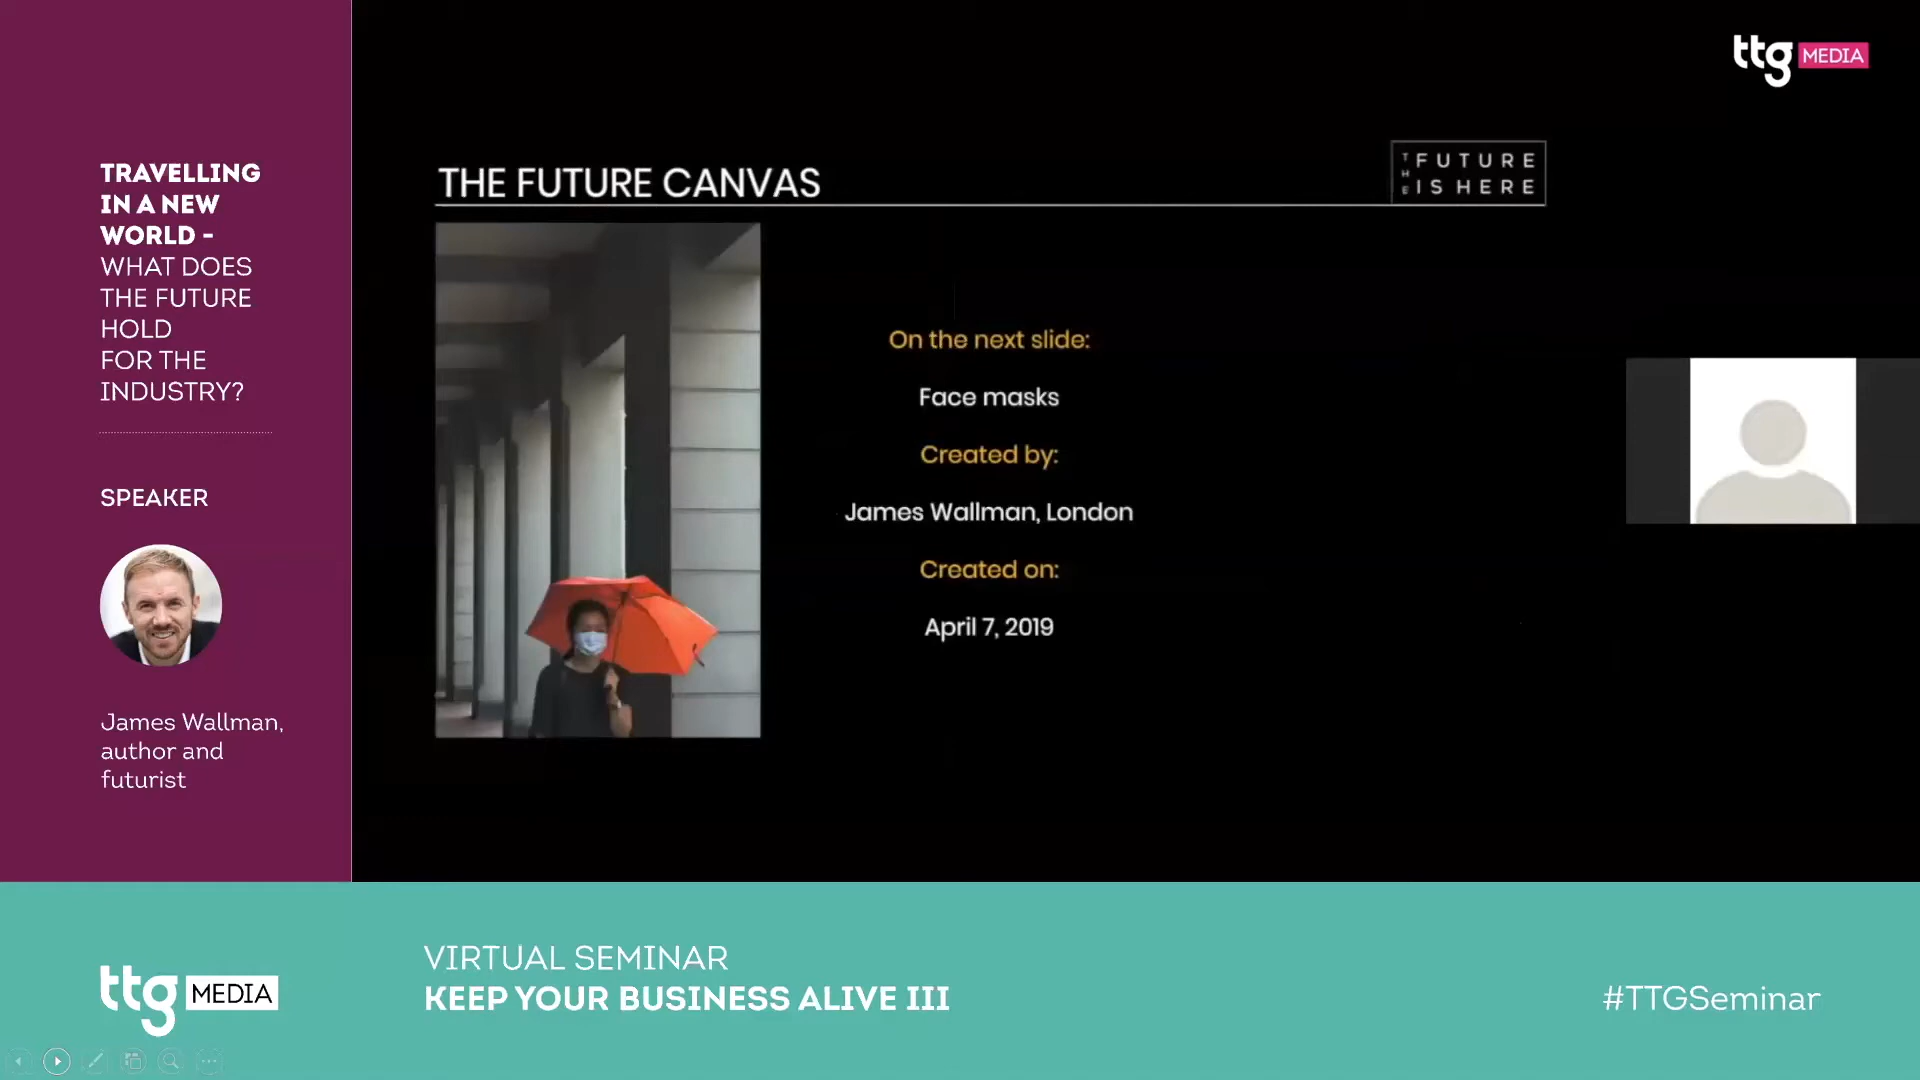 ttg MEDIA
TRAVELLING
IN A NEW
WORLD -
WHAT DOES
THE FUTURE
HOLD
FOR THE
INDUSTRY?
SPEAKER
James Wallman,
author and
futurist
THE FUTURE CANVAS
THE FUTURE
IS HERE
On the next slide:
Face masks
Created by:
James Wallman, London
Created on:
April 7, 2019
ttg MEDIA
VIRTUAL SEMINAR
KEEP YOUR BUSINESS ALIVE III
#TTGSeminar